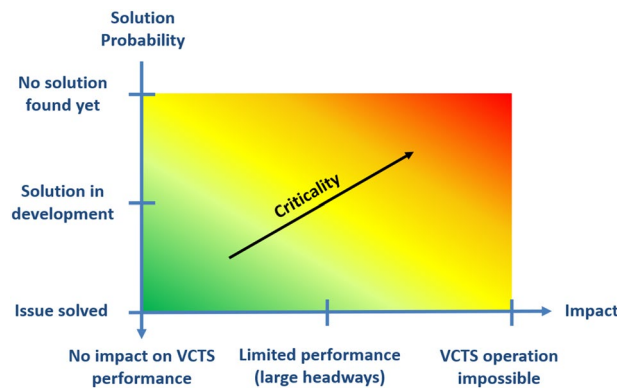 Solution
Probability
No solution
found yet
Criticality
Solution in
development
Issue solved
Impact
No impact on VCTS
performance
Limited performance
(large headways)
VCTS operation
impossible